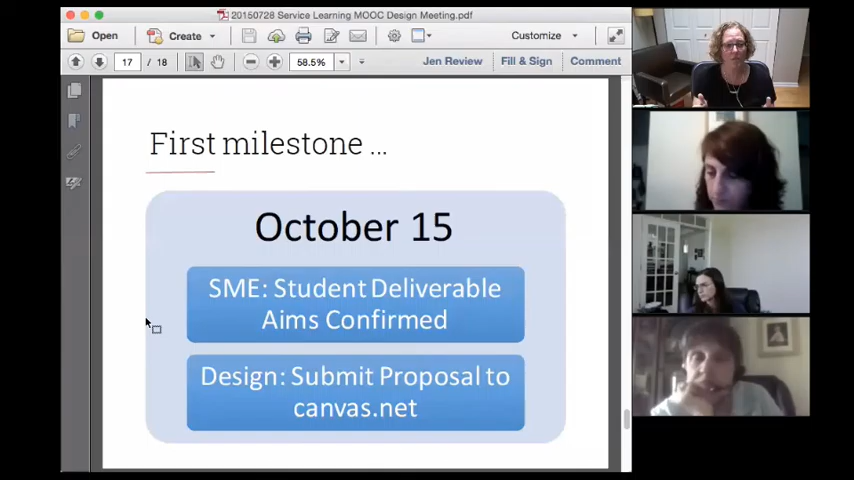 20150728 Service Learning MOOC Design Meeting.pdf
Open Create Customize
17 / 18 58.5% Jen Review Fill & Sign Comment
First milestone ...
October 15
SME: Student Deliverable
Aims Confirmed
Design: Submit Proposal to
canvas.net